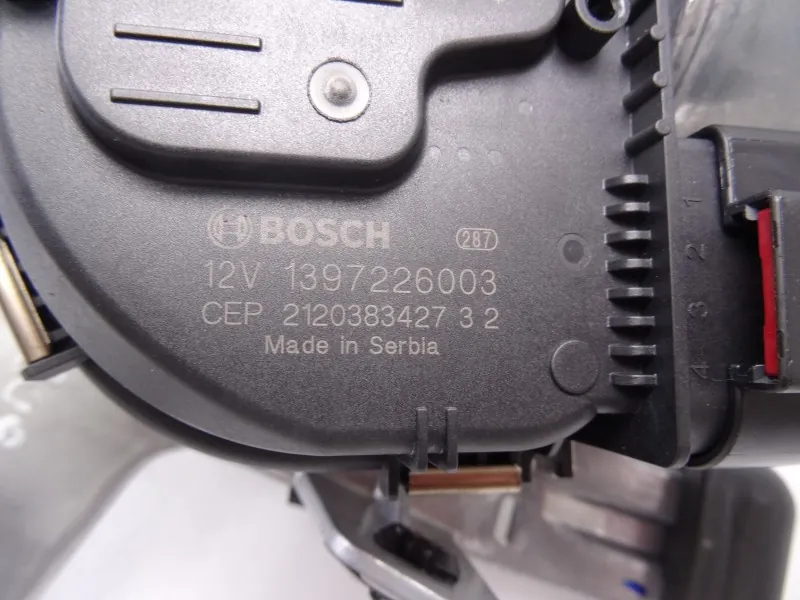 BOSCH 287
12V 1397226003
CEP 2120383427 3 2
Made in Serbia
1
2
3
4